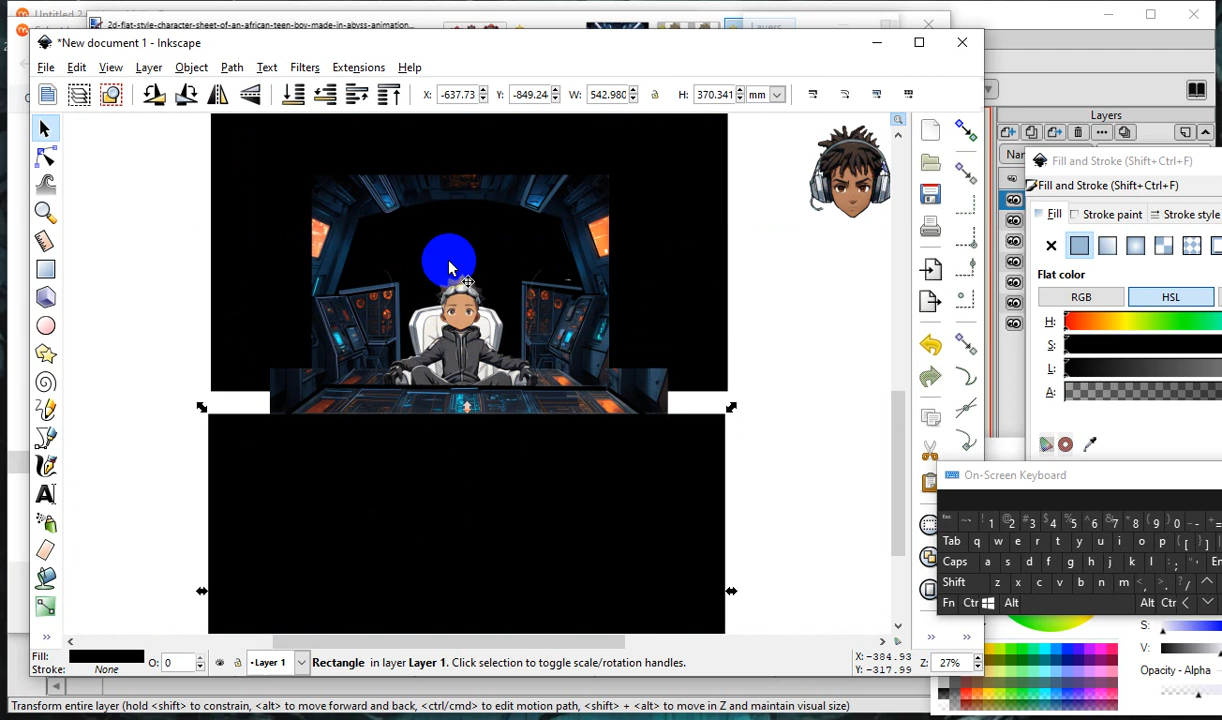 Untitled 2
2d-flat-style-character-sheet-of-an-african-teen-boy-made-in-abyss-animation...
Layers
*New document 1 - Inkscape
File Edit View Layer Object Path Text Filters Extensions Help
X: -637.73 Y: -849.24 W: 542.980 H: 370.341 mm
Layers
Fill and Stroke (Shift+Ctrl+F)
Fill and Stroke (Shift+Ctrl+F)
Fill Stroke paint Stroke style
Flat color
RGB HSL
H:
S:
L:
A:
On-Screen Keyboard
1 2 3 4 5 6 7 8 9 0
Tab q w e r t y u i o p [ ]
Caps a s d f g h j k l ; ' En
Shift z x c v b n m , . /
Fn Ctr Alt Alt Ctr
S:
V:
Opacity - Alpha
Fill:
Stroke: None
O: 0
•Layer 1
Rectangle in layer Layer 1. Click selection to toggle scale/rotation handles.
X: -384.93
Y: -317.99
Z: 27%
Transform entire layer (hold <shift> to constrain, <alt> to move forward and back, <ctrl/cmd> to edit motion path, <shift> + <alt> to move in Z and maintain visual size)